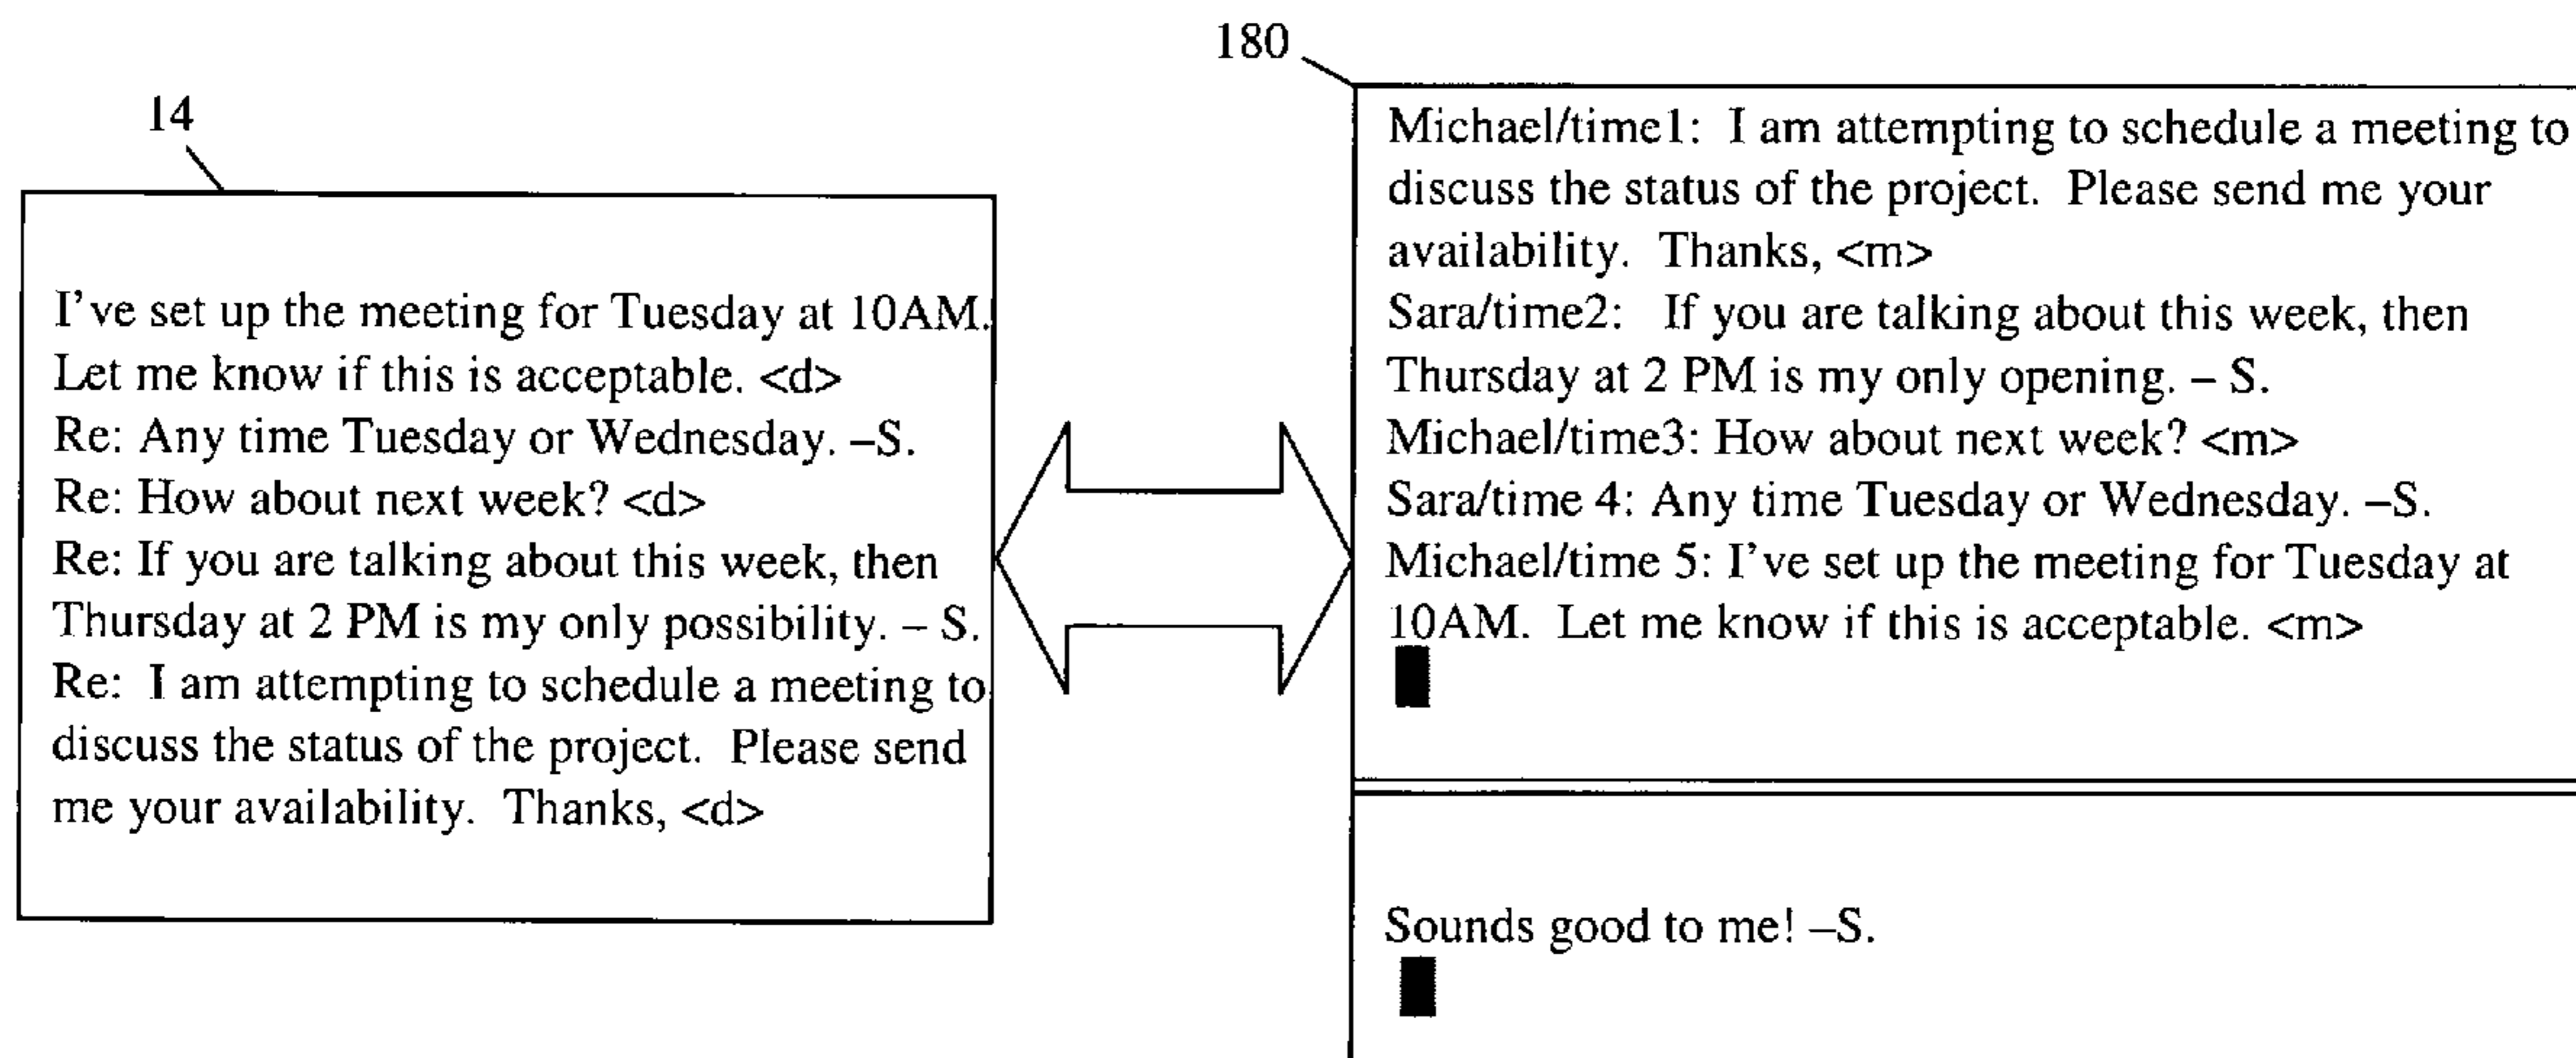 14
I've set up the meeting for Tuesday at 10AM.
Let me know if this is acceptable. <d>
Re: Any time Tuesday or Wednesday. –S.
Re: How about next week? <d>
Re: If you are talking about this week, then
Thursday at 2 PM is my only possibility. – S.
Re:  I am attempting to schedule a meeting to
discuss the status of the project.  Please send
me your availability.  Thanks, <d>
180
Michael/time1:  I am attempting to schedule a meeting to
discuss the status of the project.  Please send me your
availability.  Thanks, <m>
Sara/time2:   If you are talking about this week, then
Thursday at 2 PM is my only opening. – S.
Michael/time3: How about next week? <m>
Sara/time 4: Any time Tuesday or Wednesday. –S.
Michael/time 5: I've set up the meeting for Tuesday at
10AM.  Let me know if this is acceptable. <m>
Sounds good to me! –S.